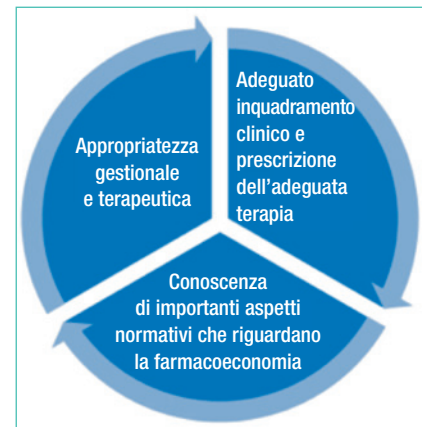 Appropriatezza
gestionale
e terapeutica
Adeguato
inquadramento
clinico e
prescrizione
dell'adeguata
terapia
Conoscenza
di importanti aspetti
normativi che riguardano
la farmacoeconomia